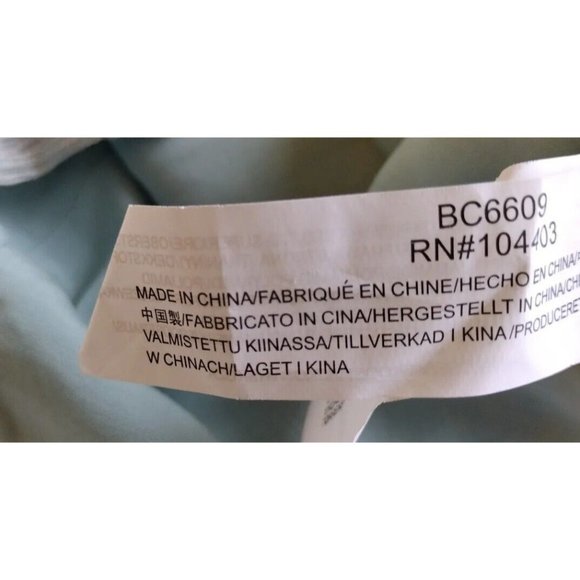 BC6609
RN#104403
MADE IN CHINA/FABRIQUÉ EN CHINE/HECHO EN CHINA/
中国製/FABBRICATO IN CINA/HERGESTELLT IN CHINA/
VALMISTETTU KIINASSA/TILLVERKAD I KINA/PRODUCERET
W CHINACH/LAGET I KINA